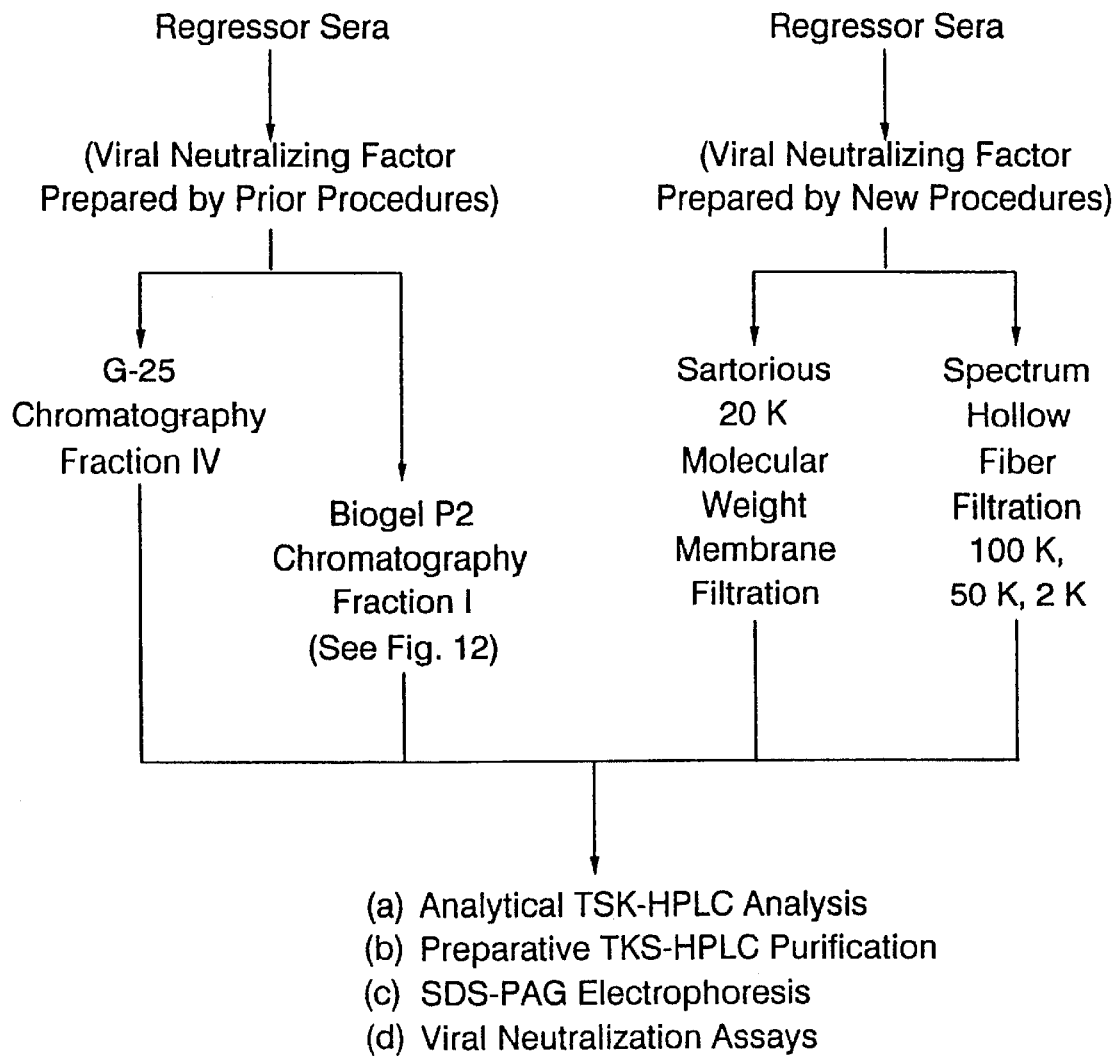 Regressor Sera
(Viral Neutralizing Factor
Prepared by Prior Procedures)
G-25
Chromatography
Fraction IV
Biogel P2
Chromatography
Fraction I
(See Fig. 12)
Regressor Sera
(Viral Neutralizing Factor
Prepared by New Procedures)
Sartorious
20 K
Molecular
Weight
Membrane
Filtration
Spectrum
Hollow
Fiber
Filtration
100 K,
50 K, 2 K
(a) Analytical TSK-HPLC Analysis
(b) Preparative TKS-HPLC Purification
(c) SDS-PAG Electrophoresis
(d) Viral Neutralization Assays